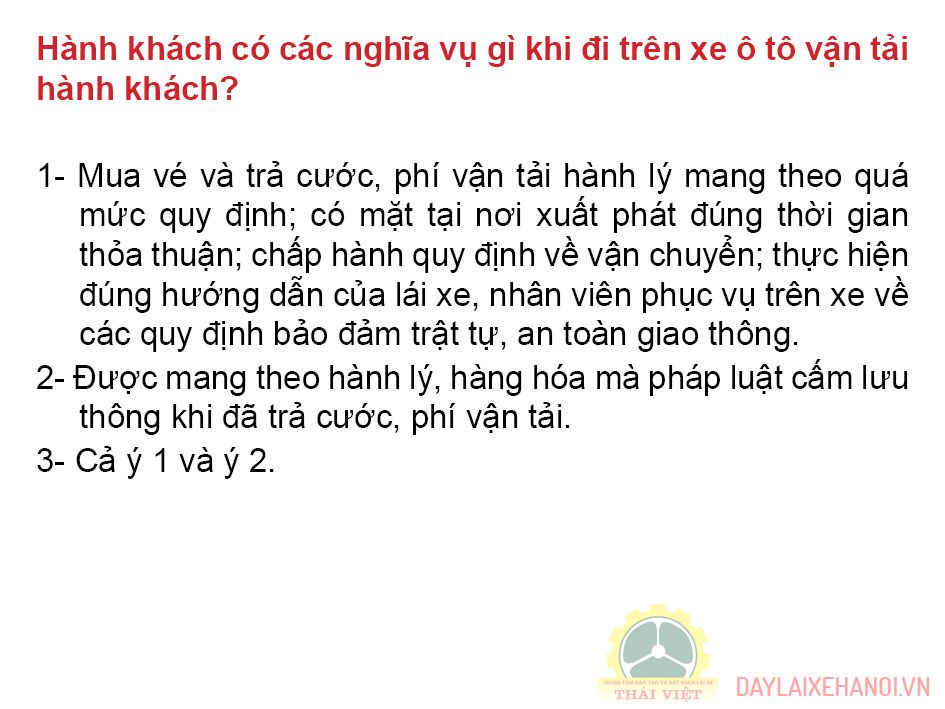 Hành khách có các nghĩa vụ gì khi đi trên xe ô tô vận tải
hành khách?
1- Mua vé và trả cước, phí vận tải hành lý mang theo quá
mức quy định; có mặt tại nơi xuất phát đúng thời gian
thỏa thuận; chấp hành quy định về vận chuyển; thực hiện
đúng hướng dẫn của lái xe, nhân viên phục vụ trên xe về
các quy định bảo đảm trật tự, an toàn giao thông.
2- Được mang theo hành lý, hàng hóa mà pháp luật cấm lưu
thông khi đã trả cước, phí vận tải.
3- Cả ý 1 và ý 2.
TRUNG TÂM ĐÀO TẠO VÀ SÁT HẠCH LÁI XE
THÁI VIỆT
DAYLAIXEHANOI.VN